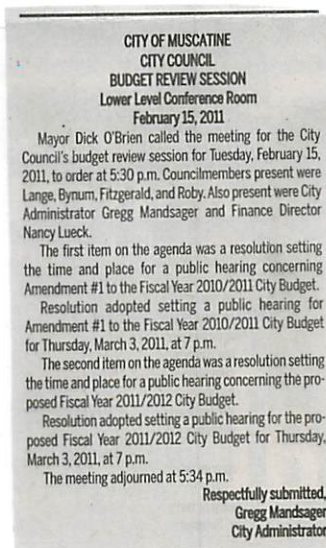 CITY OF MUSCATINE
CITY COUNCIL
BUDGET REVIEW SESSION
Lower Level Conference Room
February 15, 2011
Mayor Dick O'Brien called the meeting for the City
Council's budget review session for Tuesday, February 15,
2011, to order at 5:30 p.m. Councilmembers present were
Lange, Bynum, Fitzgerald, and Roby. Also present were City
Administrator Gregg Mandsager and Finance Director
Nancy Lueck.
The first item on the agenda was a resolution setting
the time and place for a public hearing concerning
Amendment #1 to the Fiscal Year 2010/2011 City Budget.
Resolution adopted setting a public hearing for
Amendment #1 to the Fiscal Year 2010/2011 City Budget
for Thursday, March 3, 2011, at 7 p.m.
The second item on the agenda was a resolution setting
the time and place for a public hearing concerning the pro-
posed Fiscal Year 2011/2012 City Budget.
Resolution adopted setting a public hearing for the pro-
posed Fiscal Year 2011/2012 City Budget for Thursday,
March 3, 2011, at 7 p.m.
The meeting adjourned at 5:34 p.m.
Respectfully submitted,
Gregg Mandsager
City Administrator